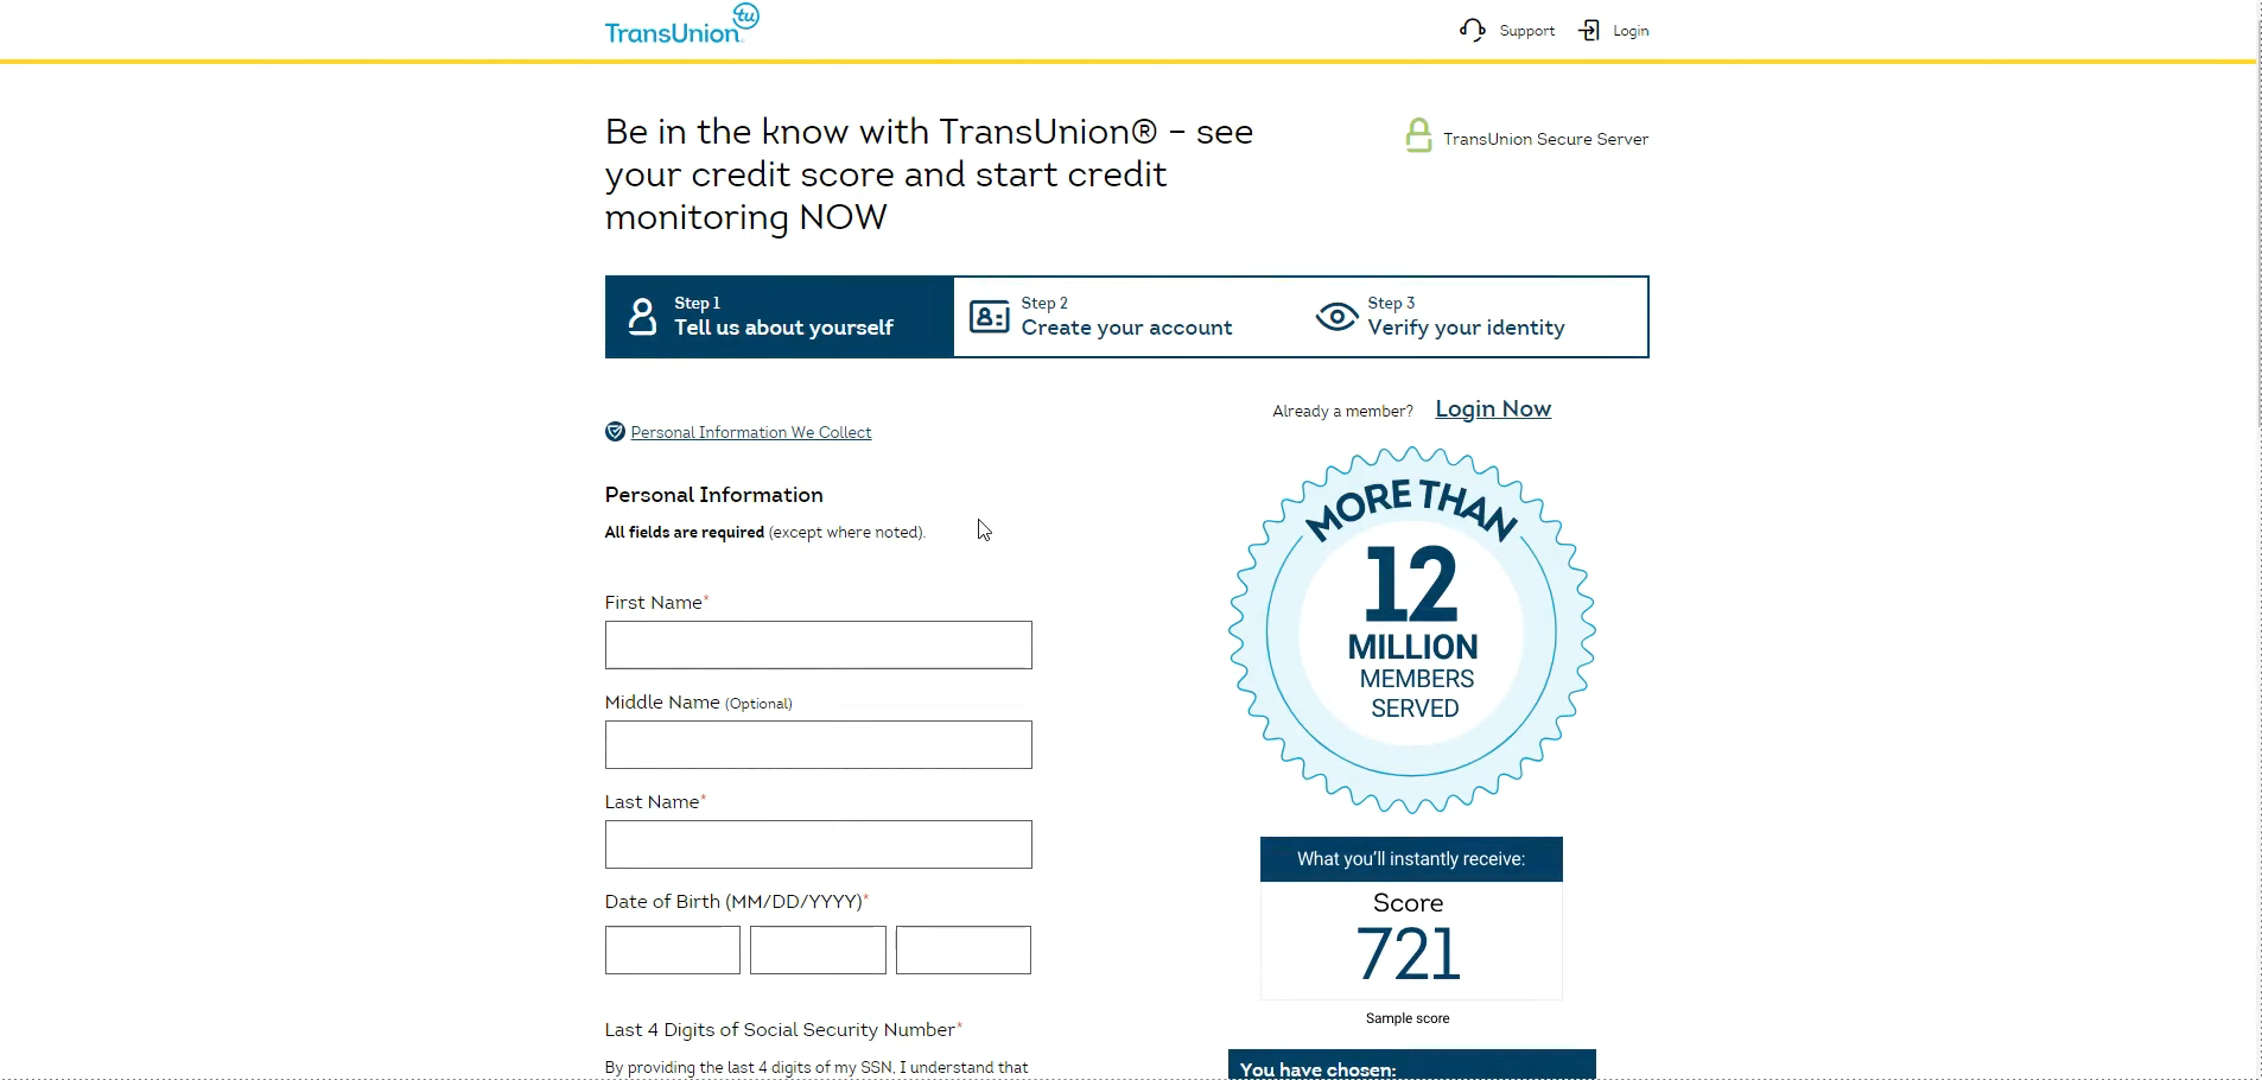 TransUnion
tu
Support
Login
Be in the know with TransUnion® – see
your credit score and start credit
monitoring NOW
TransUnion Secure Server
Step 1
Tell us about yourself
Step 2
Create your account
Step 3
Verify your identity
Already a member? Login Now
Personal Information We Collect
Personal Information
All fields are required (except where noted).
First Name*
Middle Name (Optional)
Last Name*
Date of Birth (MM/DD/YYYY)*
Last 4 Digits of Social Security Number*
By providing the last 4 digits of my SSN, I understand that
MORE THAN
12
MILLION
MEMBERS
SERVED
What you'll instantly receive:
Score
721
Sample score
You have chosen: